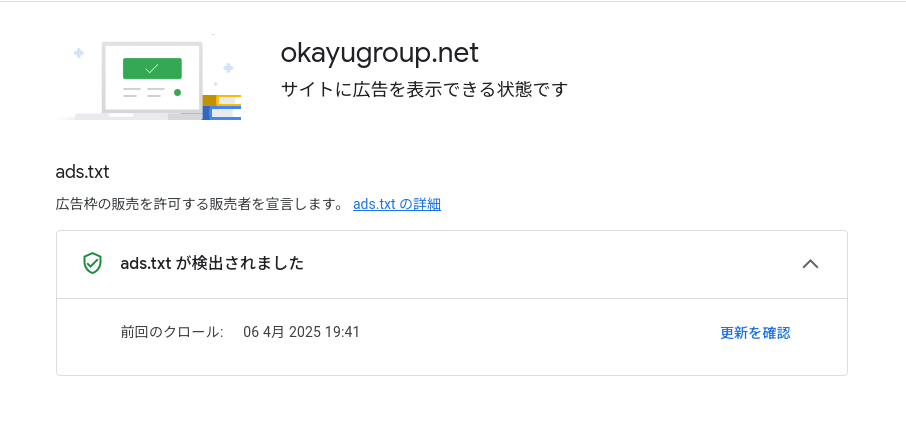 okayugroup.net
サイトに広告を表示できる状態です
ads.txt
広告枠の販売を許可する販売者を宣言します。 ads.txt の詳細
ads.txt が検出されました
前回のクロール: 06 4月 2025 19:41
更新を確認